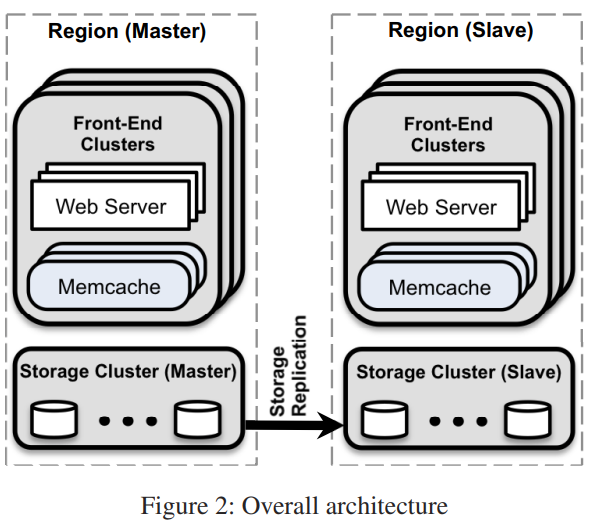 Region (Master)
Front-End
Clusters
Web Server
Memcache
Storage Cluster (Master)
Storage
Replication
Region (Slave)
Front-End
Clusters
Web Server
Memcache
Storage Cluster (Slave)
Figure 2: Overall architecture